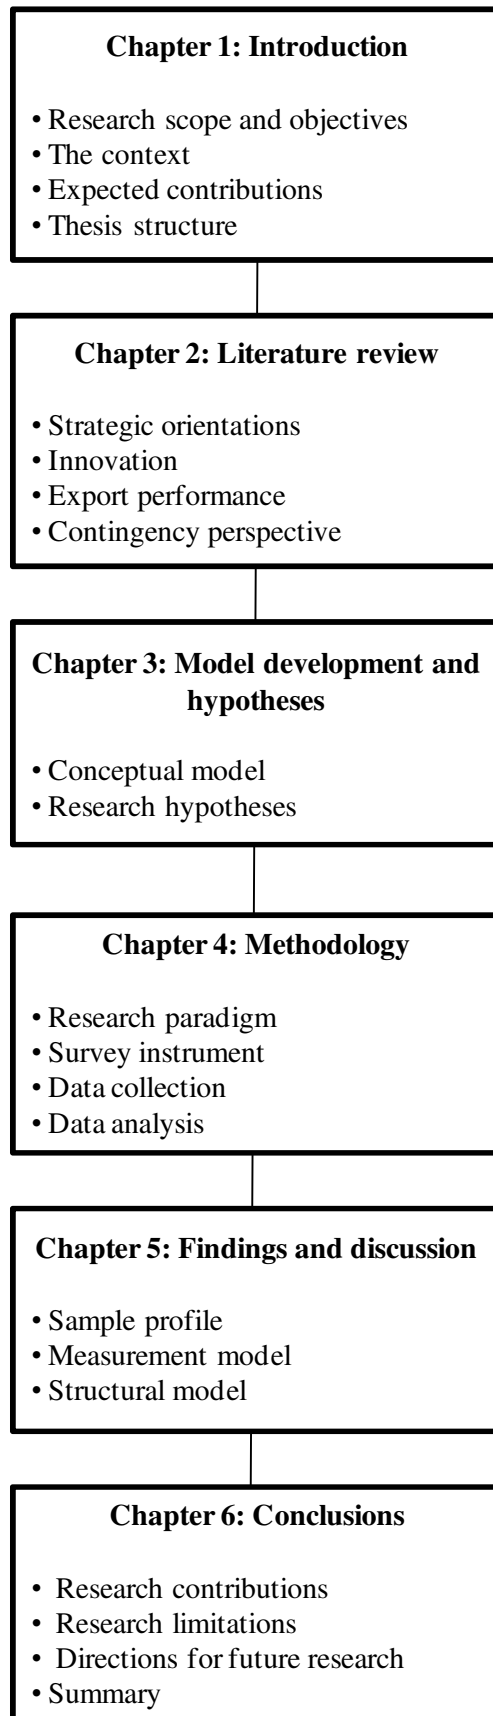 Chapter 1: Introduction
• Research scope and objectives
• The context
• Expected contributions
• Thesis structure
Chapter 2: Literature review
• Strategic orientations
• Innovation
• Export performance
• Contingency perspective
Chapter 3: Model development and
hypotheses
• Conceptual model
• Research hypotheses
Chapter 4: Methodology
• Research paradigm
• Survey instrument
• Data collection
• Data analysis
Chapter 5: Findings and discussion
• Sample profile
• Measurement model
• Structural model
Chapter 6: Conclusions
• Research contributions
• Research limitations
• Directions for future research
• Summary